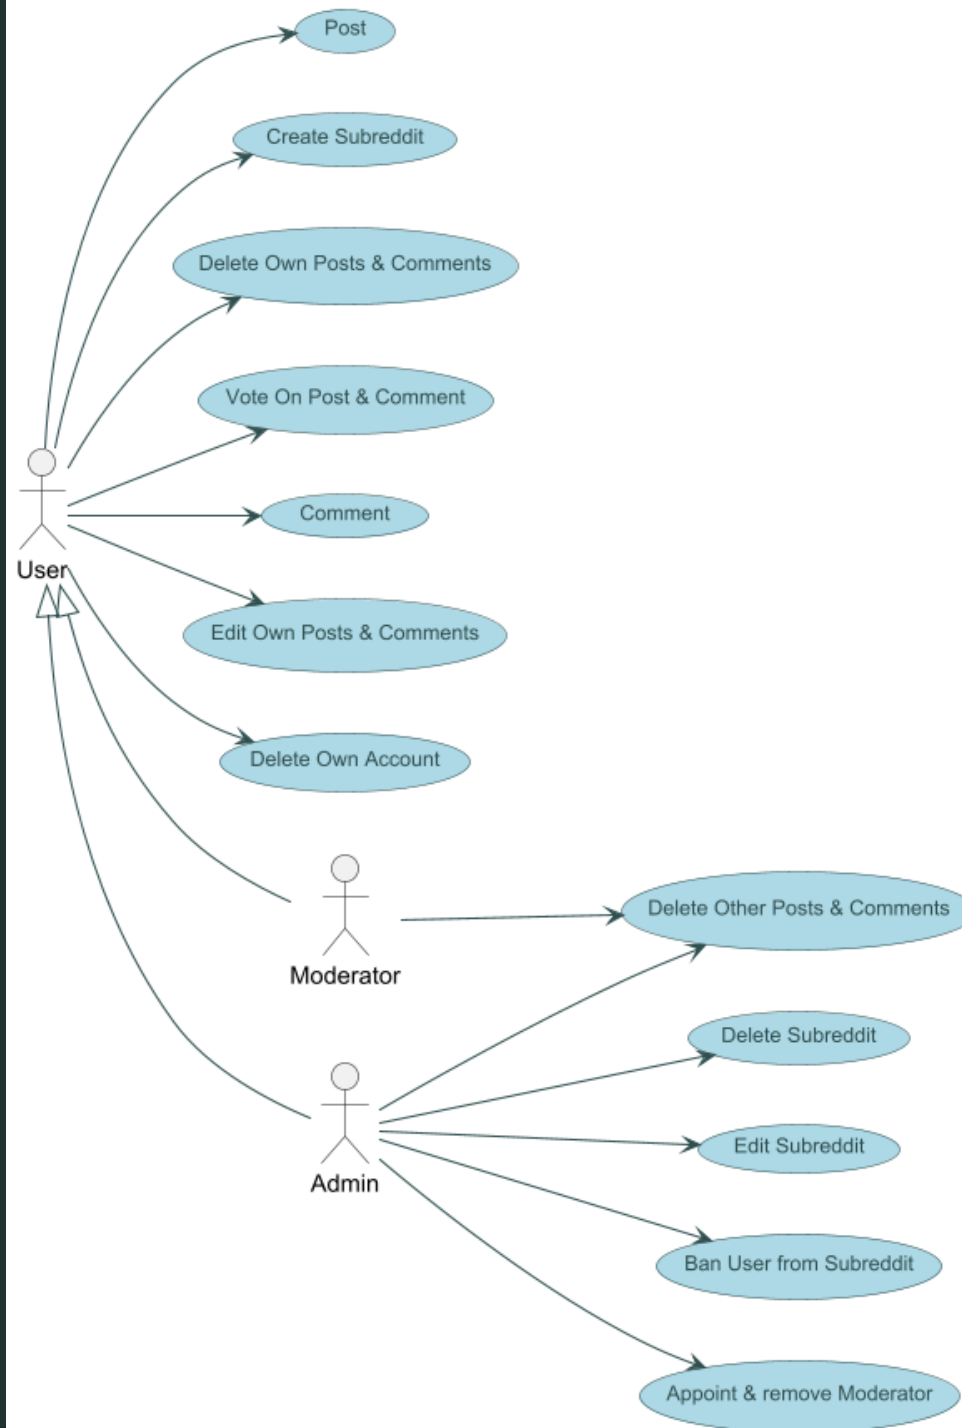 Post
Create Subreddit
Delete Own Posts & Comments
Vote On Post & Comment
Comment
User
Edit Own Posts & Comments
Delete Own Account
Delete Other Posts & Comments
Moderator
Delete Subreddit
Edit Subreddit
Admin
Ban User from Subreddit
Appoint & remove Moderator